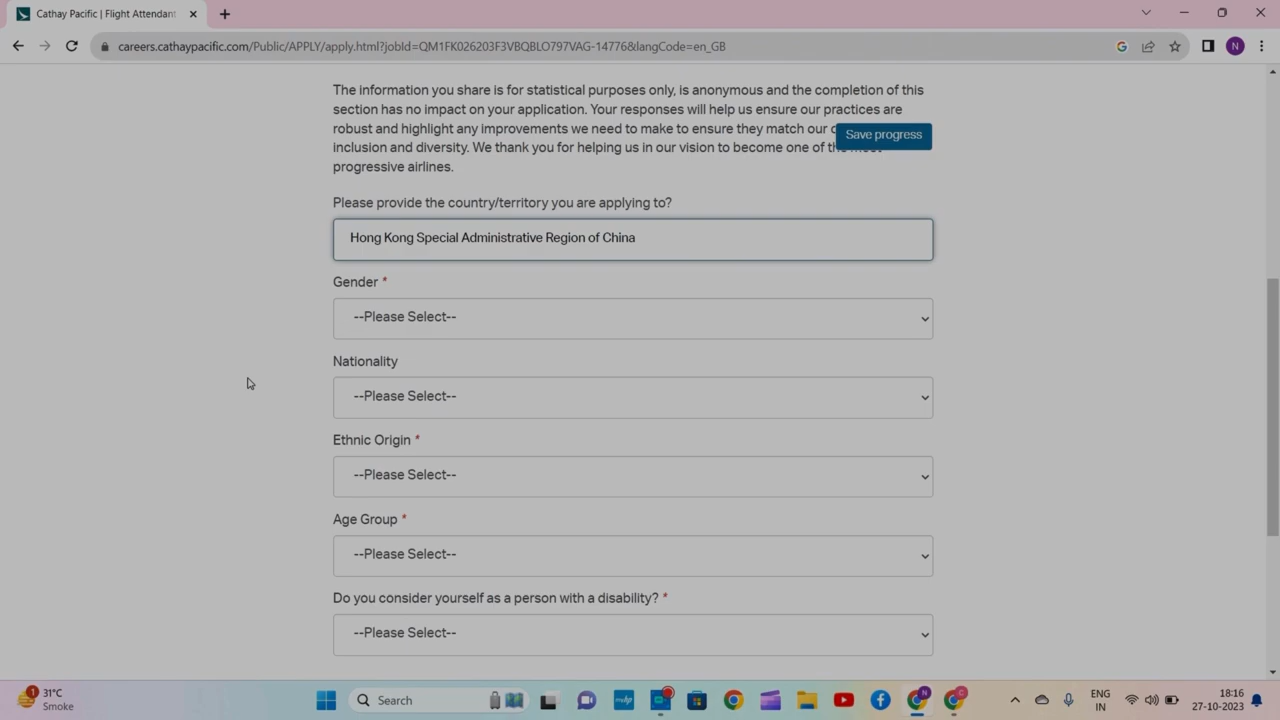 Cathay Pacific | Flight Attendant
careers.cathaypacific.com/Public/APPLY/apply.html?jobId=QM1FK026203F3VBQBLO797VAG-14776&langCode=en_GB
N
The information you share is for statistical purposes only, is anonymous and the completion of this
section has no impact on your application. Your responses will help us ensure our practices are
robust and highlight any improvements we need to make to ensure they match our
Save progress
inclusion and diversity. We thank you for helping us in our vision to become one of the most
progressive airlines.
Please provide the country/territory you are applying to?
Hong Kong Special Administrative Region of China
Gender *
--Please Select--
Nationality
--Please Select--
Ethnic Origin *
--Please Select--
Age Group *
--Please Select--
Do you consider yourself as a person with a disability? *
--Please Select--
1
31°C
Smoke
Search
ENG
IN
18:16
27-10-2023